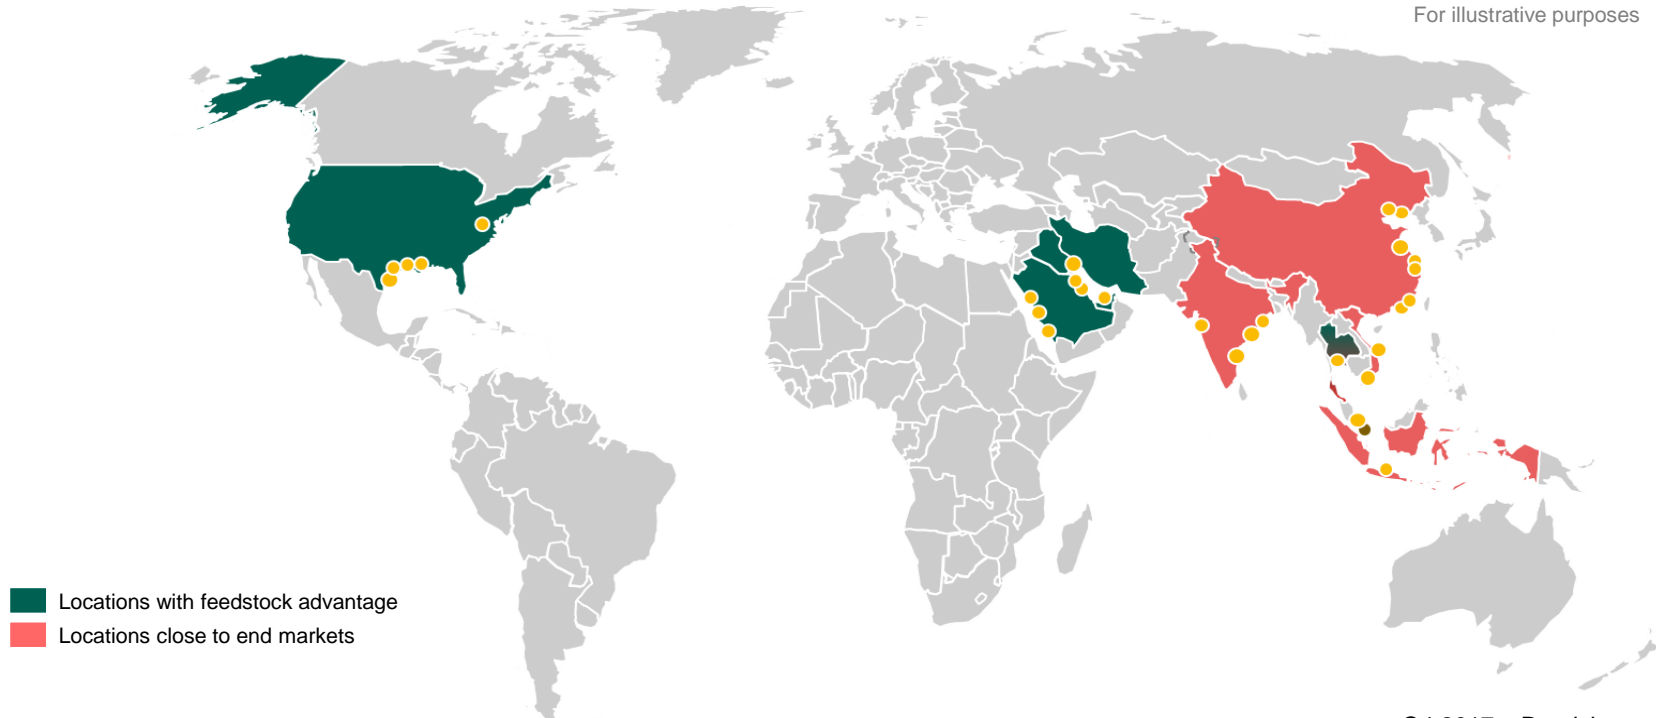 For illustrative purposes
Locations with feedstock advantage
Locations close to end markets